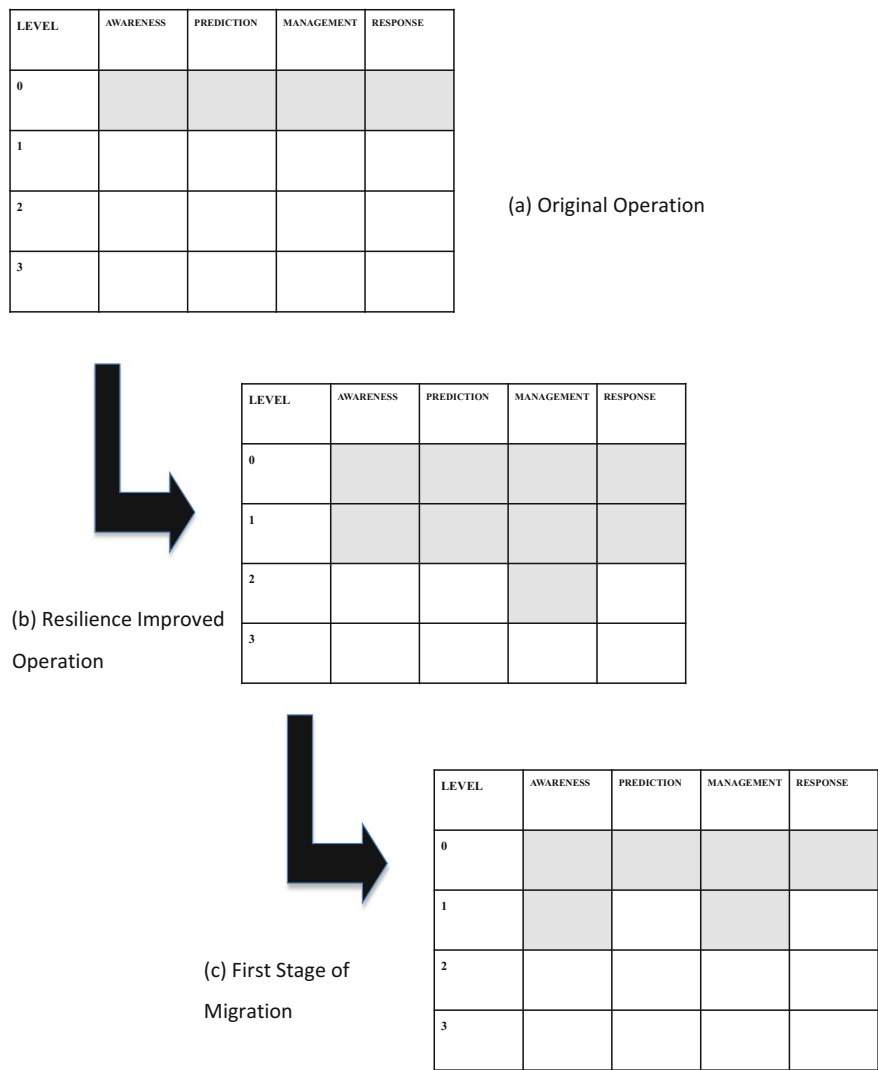 LEVEL AWARENESS PREDICTION MANAGEMENT RESPONSE
0
1
2
3
(a) Original Operation
LEVEL AWARENESS PREDICTION MANAGEMENT RESPONSE
0
1
2
3
(b) Resilience Improved
Operation
LEVEL AWARENESS PREDICTION MANAGEMENT RESPONSE
0
1
2
3
(c) First Stage of
Migration